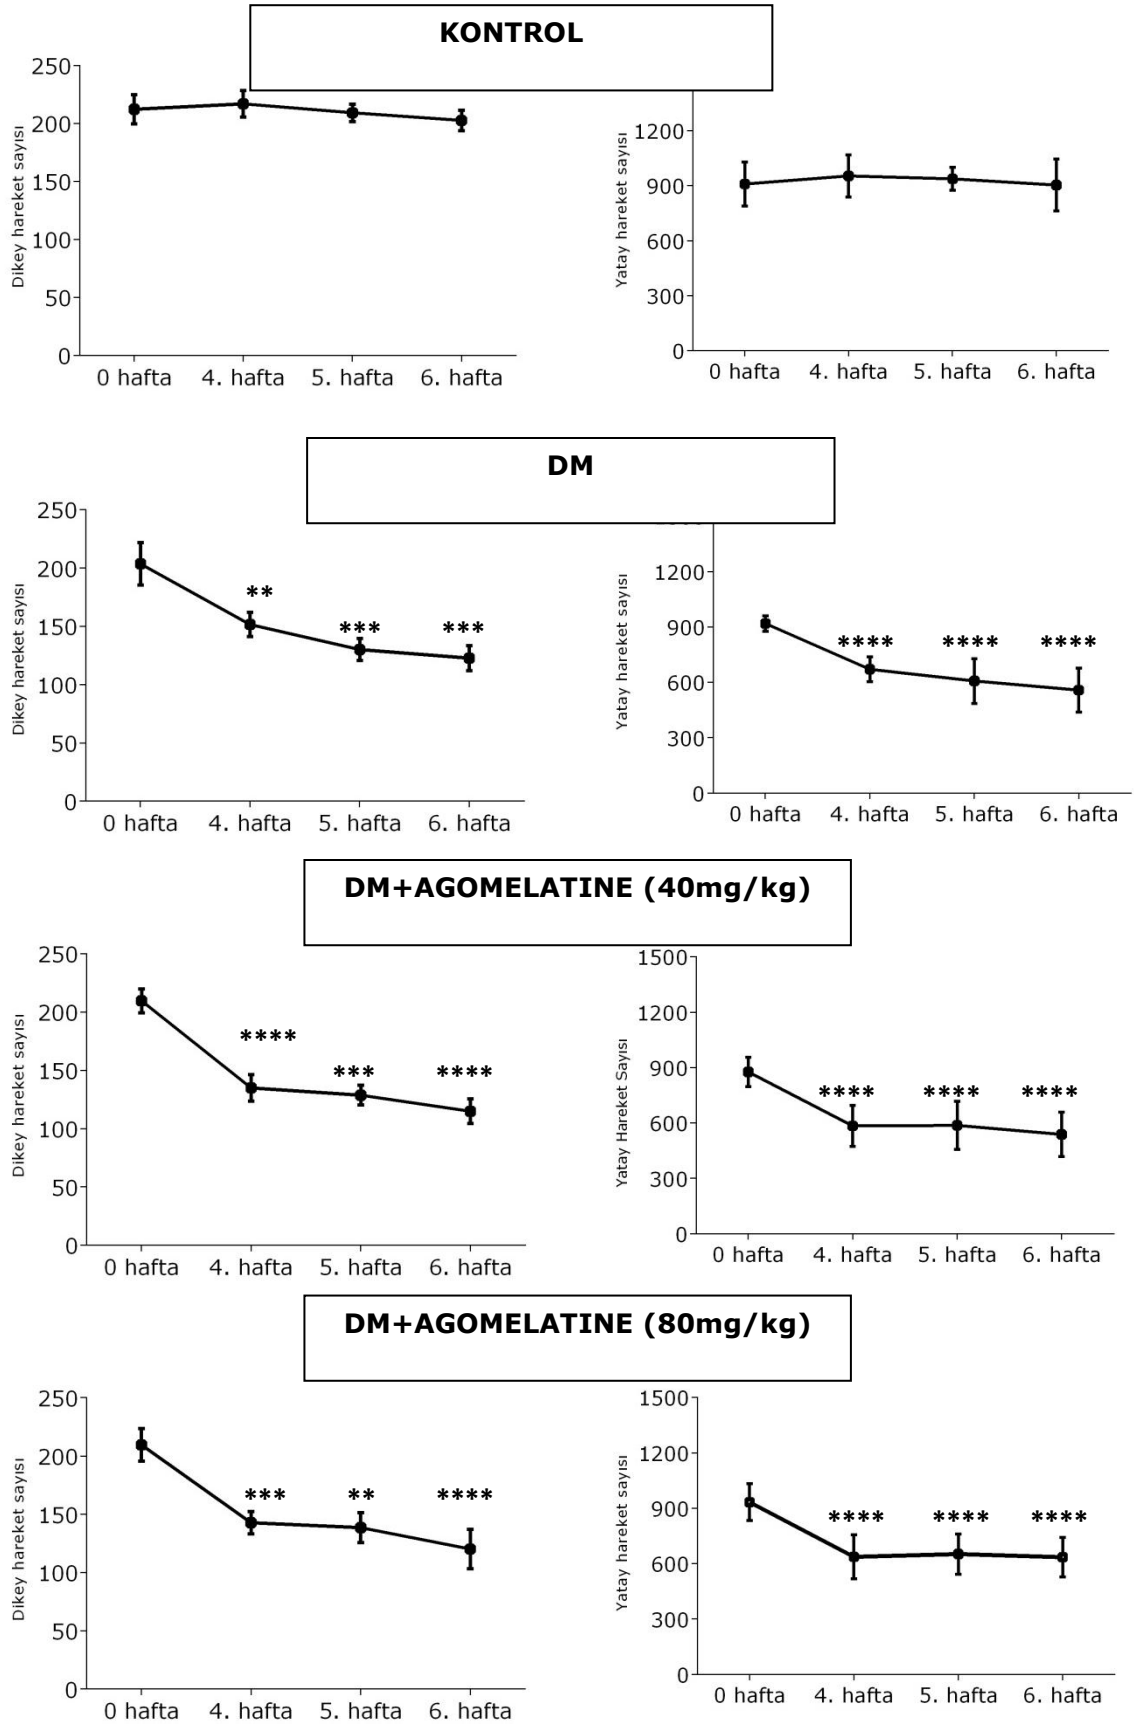 KONTROL
Dikey hareket sayısı
250
200
150
100
50
0
0 hafta 4. hafta 5. hafta 6. hafta
Yatay hareket sayısı
1200
900
600
300
0
0 hafta 4. hafta 5. hafta 6. hafta
DM
Dikey hareket sayısı
250
200
150
100
50
0
** *** ***
0 hafta 4. hafta 5. hafta 6. hafta
Yatay hareket sayısı
1200
900
600
300
0
**** **** ****
0 hafta 4. hafta 5. hafta 6. hafta
DM+AGOMELATINE (40mg/kg)
Dikey hareket sayısı
250
200
150
100
50
0
**** *** ****
0 hafta 4. hafta 5. hafta 6. hafta
Yatay Hareket Sayısı
1500
1200
900
600
300
0
**** **** ****
0 hafta 4. hafta 5. hafta 6. hafta
DM+AGOMELATINE (80mg/kg)
Dikey hareket sayısı
250
200
150
100
50
0
*** ** ****
0 hafta 4. hafta 5. hafta 6. hafta
Yatay hareket sayısı
1500
1200
900
600
300
0
**** **** ****
0 hafta 4. hafta 5. hafta 6. hafta